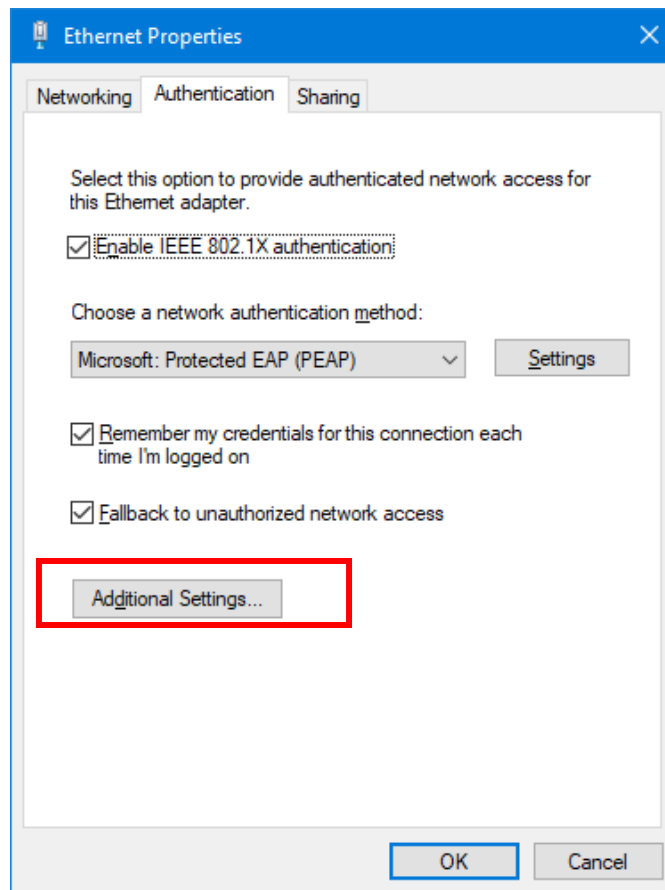 Ethernet Properties
Networking Authentication Sharing
Select this option to provide authenticated network access for
this Ethernet adapter.
Enable IEEE 802.1X authentication
Choose a network authentication method:
Microsoft: Protected EAP (PEAP) Settings
Remember my credentials for this connection each
time I'm logged on
Fallback to unauthorized network access
Additional Settings...
OK Cancel